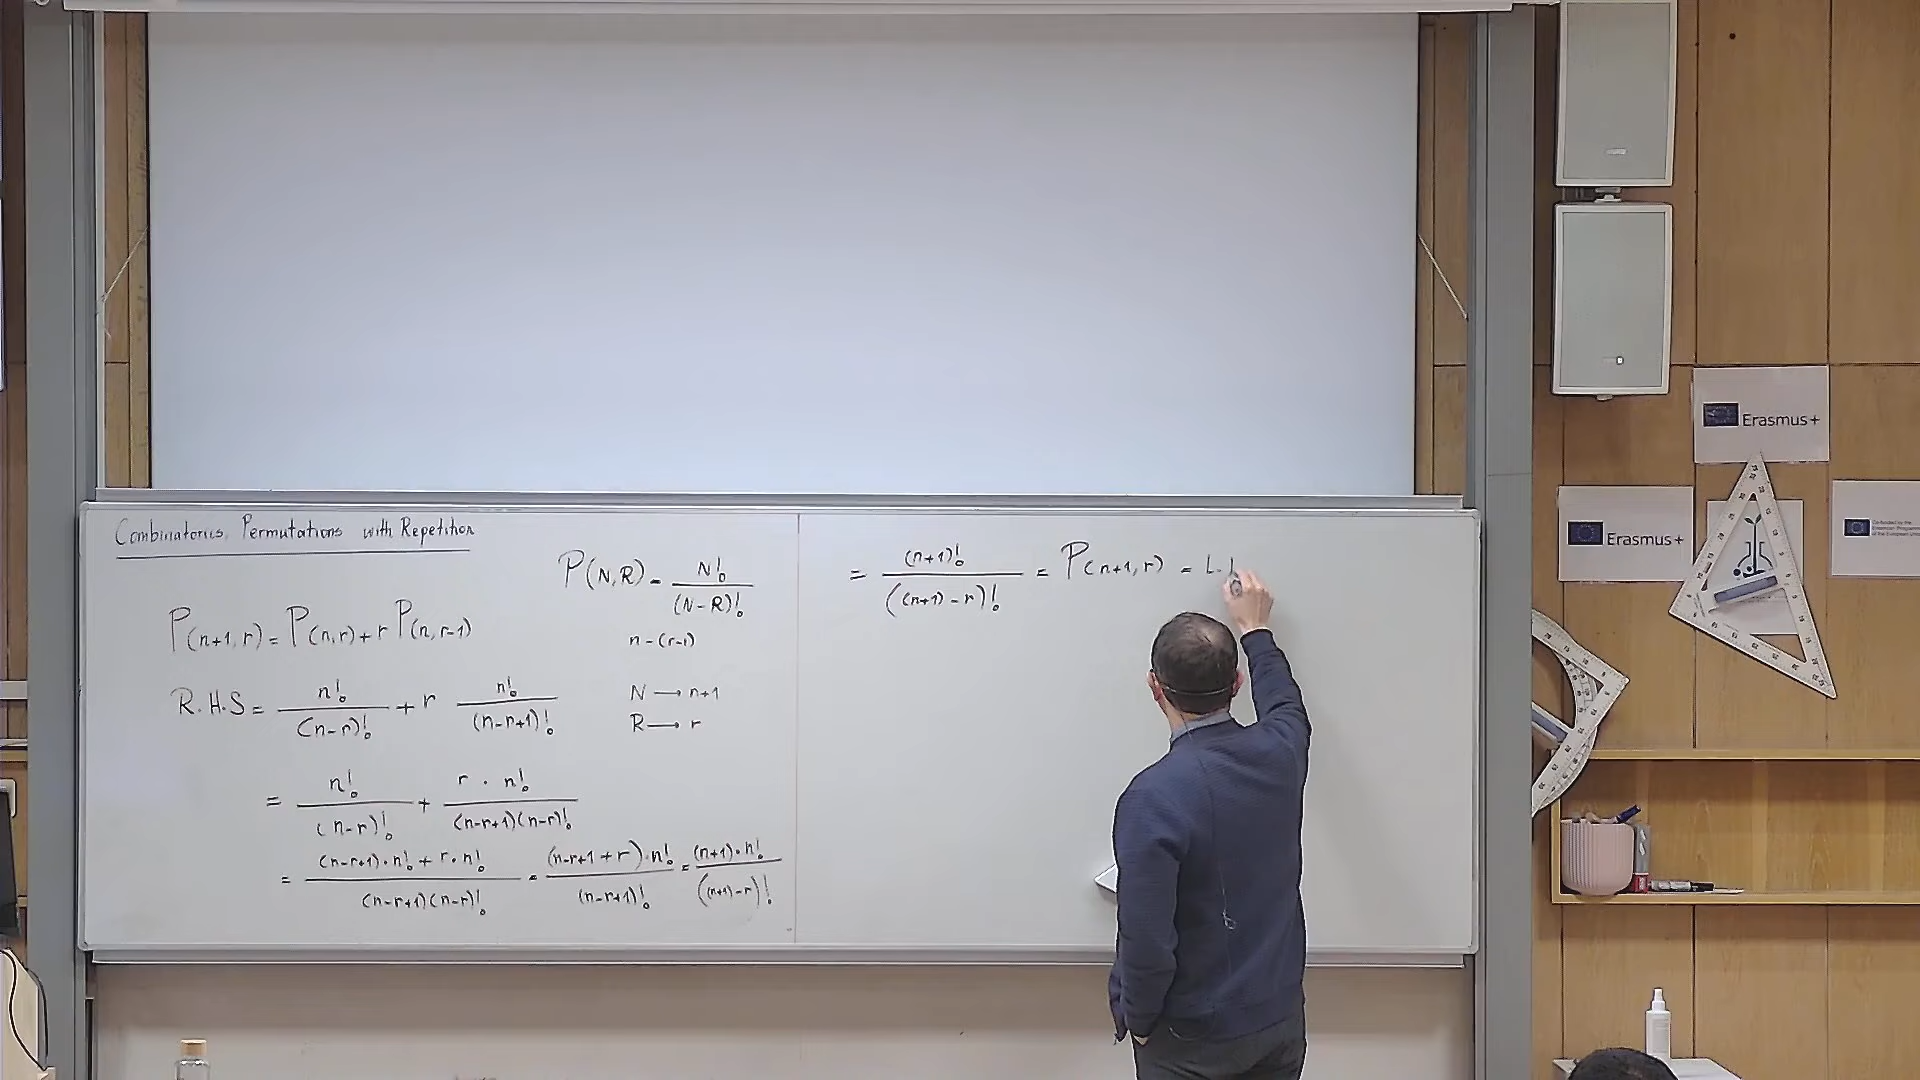 Combinatorics, Permutations with Repetition
P(N,R) = N! / (N-R)!
P(n+1, r) = P(n,r) + r P(n, r-1)
n-(r-1)
R.H.S = n! / (n-r)! + r n! / (n-r+1)!
N → n+1
R → r
= n! / (n-r)! + r · n! / (n-r+1)(n-r)!
= (n-r+1)·n! + r·n! / (n-r+1)(n-r)! = (n-r+1+r)·n! / (n-r+1)! = (n+1)·n! / ((n+1)-r)!
= (n+1)! / ((n+1)-r)! = P(n+1, r) = L.
Erasmus+
Erasmus+